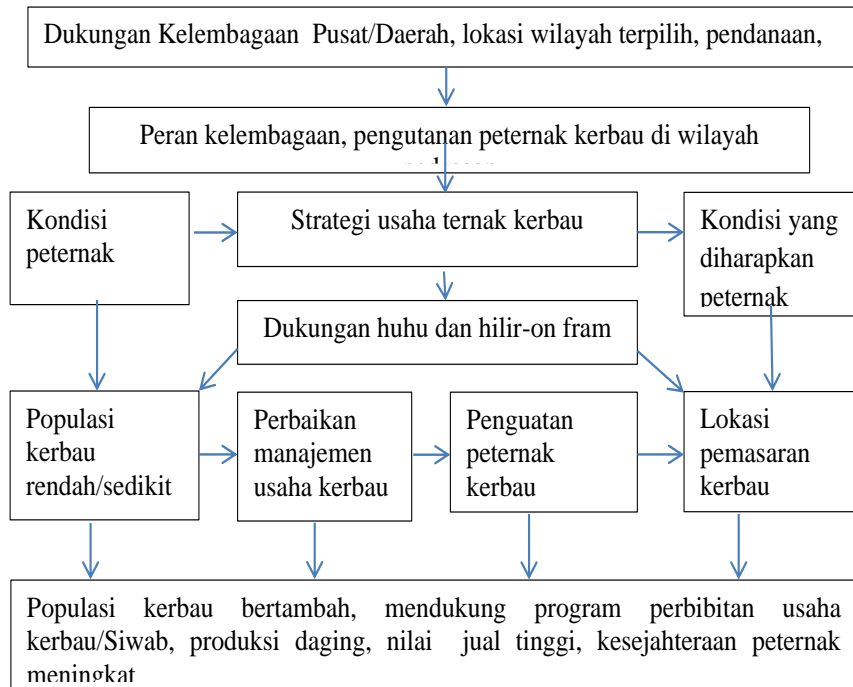 Dukungan Kelembagaan Pusat/Daerah, lokasi wilayah terpilih, pendanaan,
Peran kelembagaan, pengutanan peternak kerbau di wilayah
Kondisi
peternak
Strategi usaha ternak kerbau
Kondisi yang
diharapkan
peternak
Dukungan huhu dan hilir-on fram
Populasi
kerbau
rendah/sedikit
Perbaikan
manajemen
usaha kerbau
Penguatan
peternak
kerbau
Lokasi
pemasaran
kerbau
Populasi kerbau bertambah, mendukung program perbibitan usaha
kerbau/Siwab, produksi daging, nilai jual tinggi, kesejahteraan peternak
meningkat